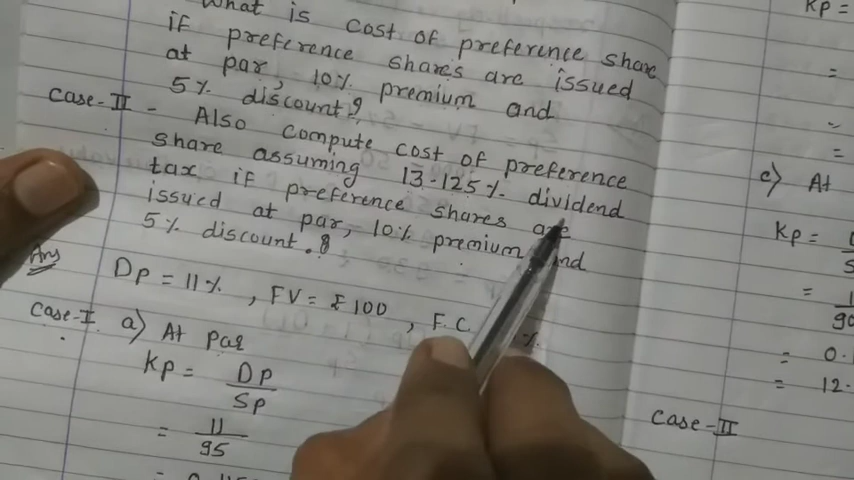 What is cost of preference share
if preference shares are issued
at par, 10% premium and
5% discount?
Case-II - Also compute cost of preference
share assuming 13.125% dividend
tax if preference shares are
issued at par, 10% premium and
5% discount.?
Ans
Dp = 11%, FV = ₹100, F.C. %.
Case-I. a) At par
Kp = Dp
Sp
= 11
95
Kp =
=
=
=
c) At
Kp =
=
= 0.
= 12.
Case-II